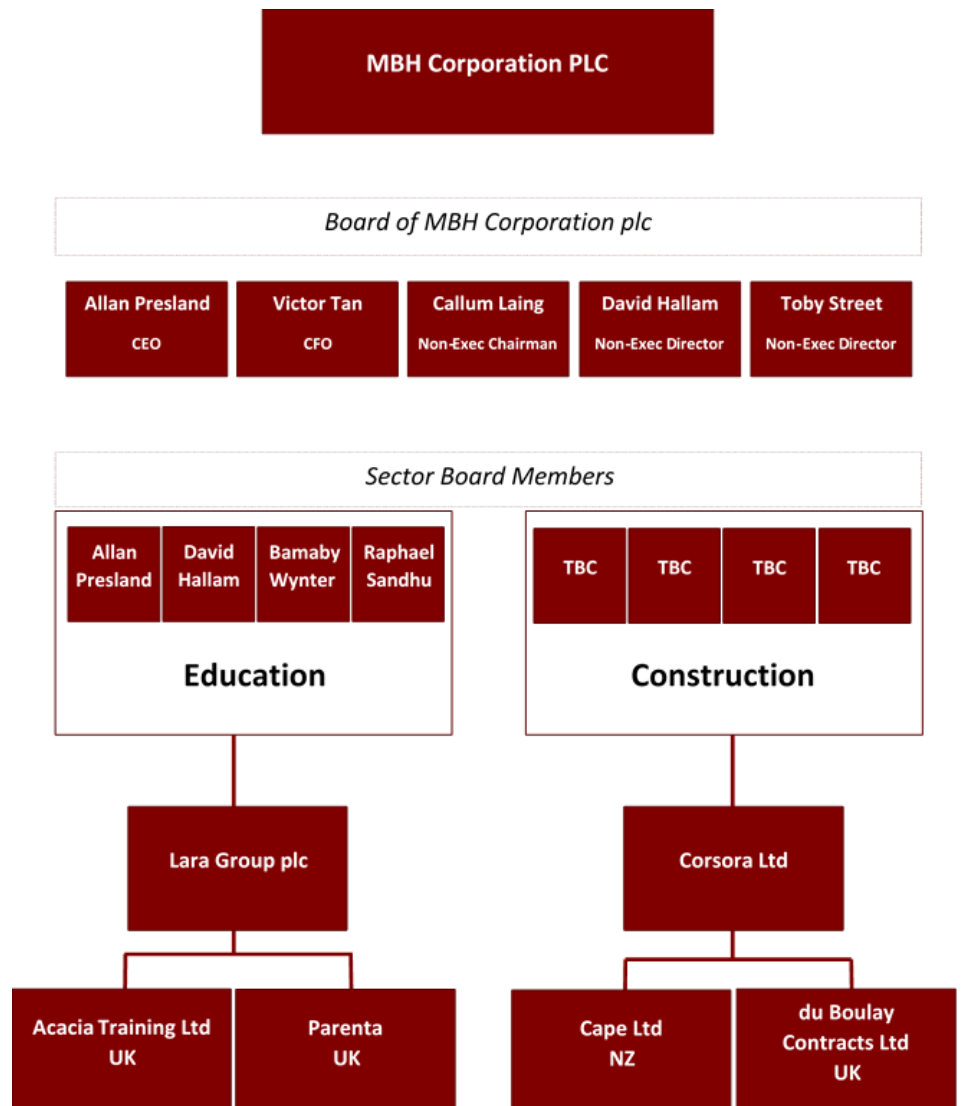 MBH Corporation PLC
Board of MBH Corporation plc
Allan Presland
CEO
Victor Tan
CFO
Callum Laing
Non-Exec Chairman
David Hallam
Non-Exec Director
Toby Street
Non-Exec Director
Sector Board Members
Allan
Presland
David
Hallam
Bamaby
Wynter
Raphael
Sandhu
Education
TBC
TBC
TBC
TBC
Construction
Lara Group plc
Corsora Ltd
Acacia Training Ltd
UK
Parenta
UK
Cape Ltd
NZ
du Boulay
Contracts Ltd
UK